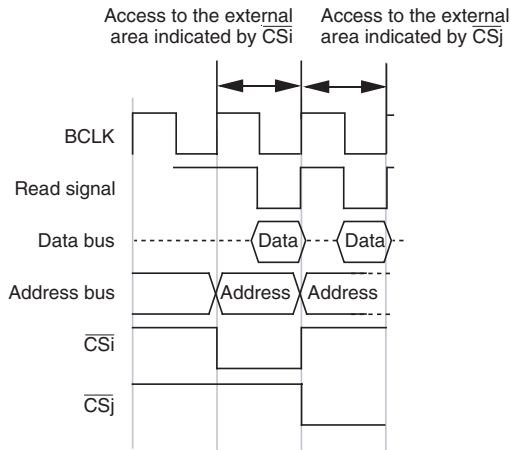 Access to the external
area indicated by CSi
Access to the external
area indicated by CSj
BCLK
Read signal
Data bus
Data
Data
Address bus
Address
Address
CSi
CSj